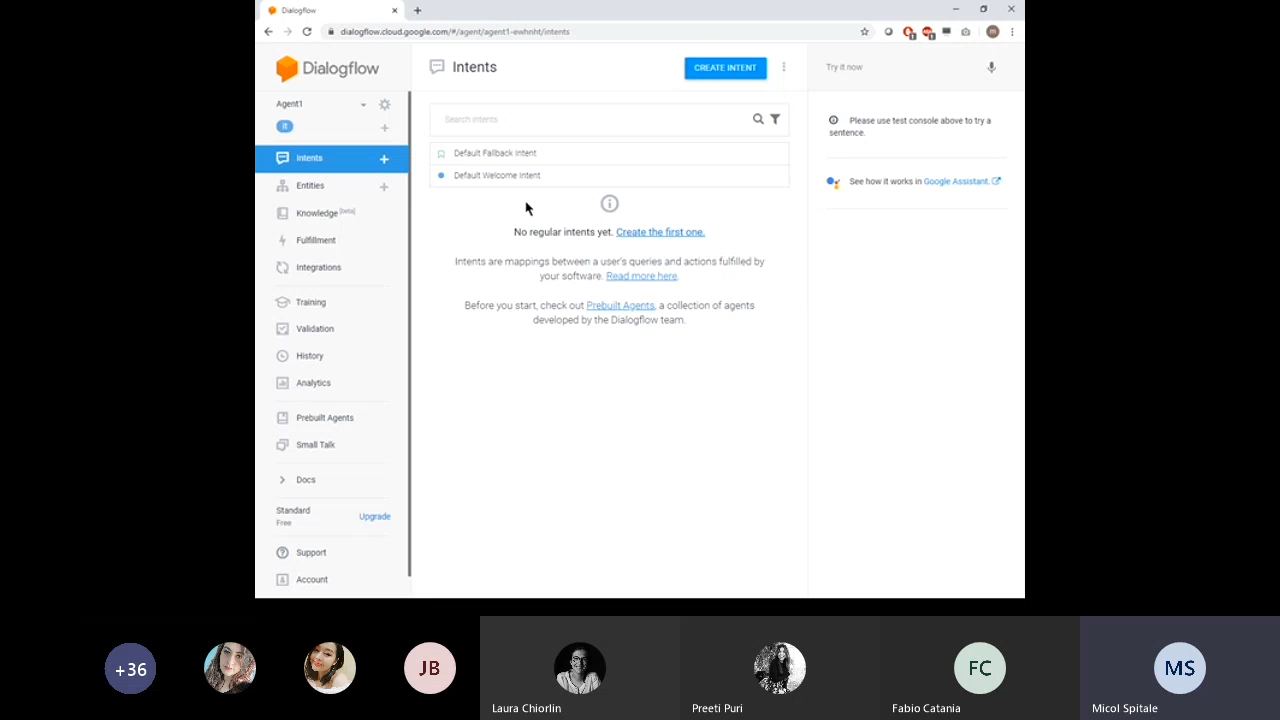 Dialogflow
dialogflow.cloud.google.com/#/agent/agent1-ewhnht/intents
Dialogflow
Intents
CREATE INTENT
Try it now
Agent1
it
Search intents
Please use test console above to try a
sentence.
Intents
Default Fallback Intent
Default Welcome Intent
Entities
See how it works in Google Assistant.
Knowledge [beta]
No regular intents yet. Create the first one.
Fulfillment
Integrations
Intents are mappings between a user's queries and actions fulfilled by
your software. Read more here.
Training
Before you start, check out Prebuilt Agents, a collection of agents
developed by the Dialogflow team.
Validation
History
Analytics
Prebuilt Agents
Small Talk
Docs
Standard
Free
Upgrade
Support
Account
+36
JB
FC
MS
Laura Chiorlin
Preeti Puri
Fabio Catania
Micol Spitale